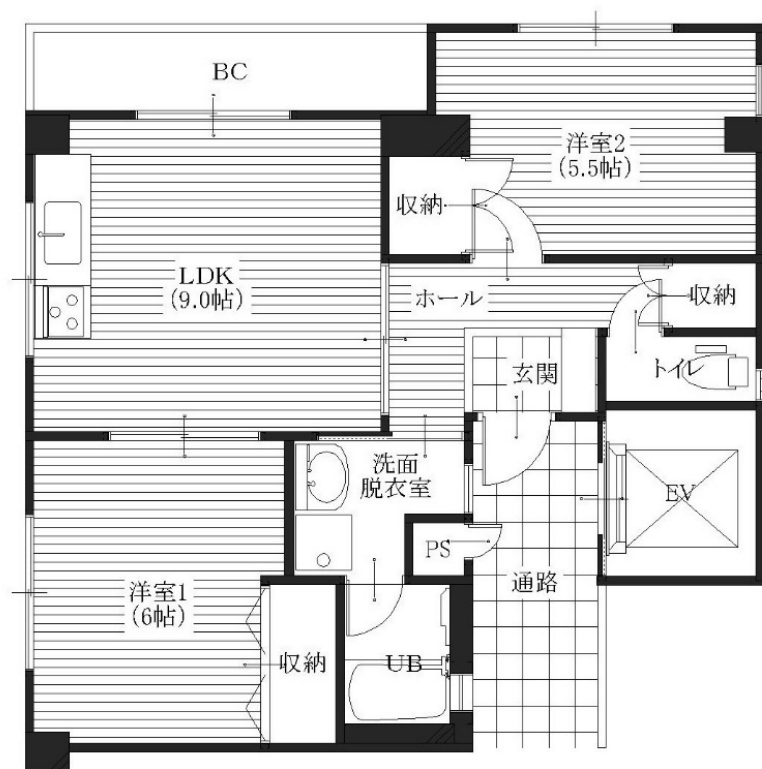 BC
洋室2
(5.5帖)
収納
LDK
(9.0帖)
ホール
収納
玄関
トイレ
洗面
脱衣室
EV
PS
通路
洋室1
(6帖)
収納
UB